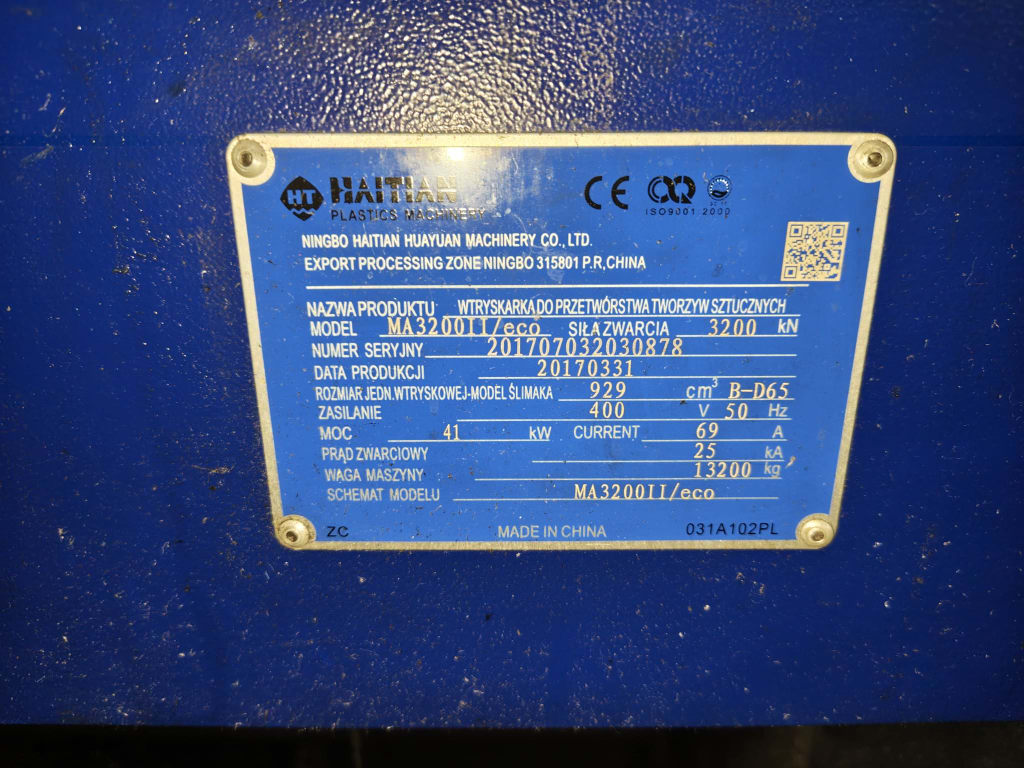 HT HAITIAN
PLASTICS MACHINERY
CE
ISO9001:2000
NINGBO HAITIAN HUAYUAN MACHINERY CO., LTD.
EXPORT PROCESSING ZONE NINGBO 315801 P.R,CHINA
NAZWA PRODUKTU WTRYSKARKA DO PRZETWÓRSTWA TWORZYW SZTUCZNYCH
MODEL MA3200II/eco SIŁA ZWARCIA 3200 kN
NUMER SERYJNY 201707032030878
DATA PRODUKCJI 20170331
ROZMIAR JEDN.WTRYSKOWEJ-MODEL ŚLIMAKA 929 cm³ B-D65
ZASILANIE 400 V 50 Hz
MOC 41 kW CURRENT 69 A
PRĄD ZWARCIOWY 25 kA
WAGA MASZYNY 13200 kg
SCHEMAT MODELU MA3200II/eco
ZC MADE IN CHINA 031A102PL